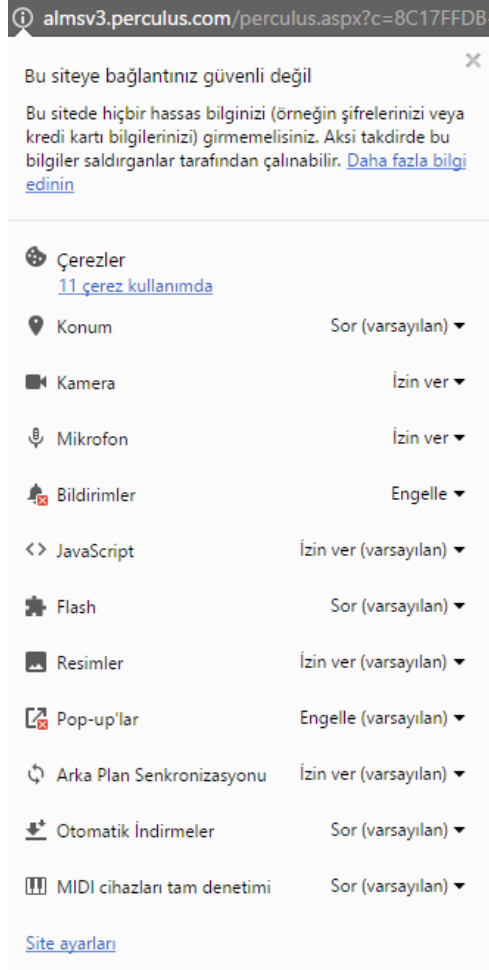 almsv3.perculus.com/perculus.aspx?c=8C17FFDB
Bu siteye bağlantınız güvenli değil
Bu sitede hiçbir hassas bilginizi (örneğin şifrelerinizi veya
kredi kartı bilgilerinizi) girmemelisiniz. Aksi takdirde bu
bilgiler saldırganlar tarafından çalınabilir. Daha fazla bilgi
edinin
Çerezler
11 çerez kullanımda
Konum Sor (varsayılan)
Kamera İzin ver
Mikrofon İzin ver
Bildirimler Engelle
JavaScript İzin ver (varsayılan)
Flash Sor (varsayılan)
Resimler İzin ver (varsayılan)
Pop-up'lar Engelle (varsayılan)
Arka Plan Senkronizasyonu İzin ver (varsayılan)
Otomatik İndirmeler Sor (varsayılan)
MIDI cihazları tam denetimi Sor (varsayılan)
Site ayarları